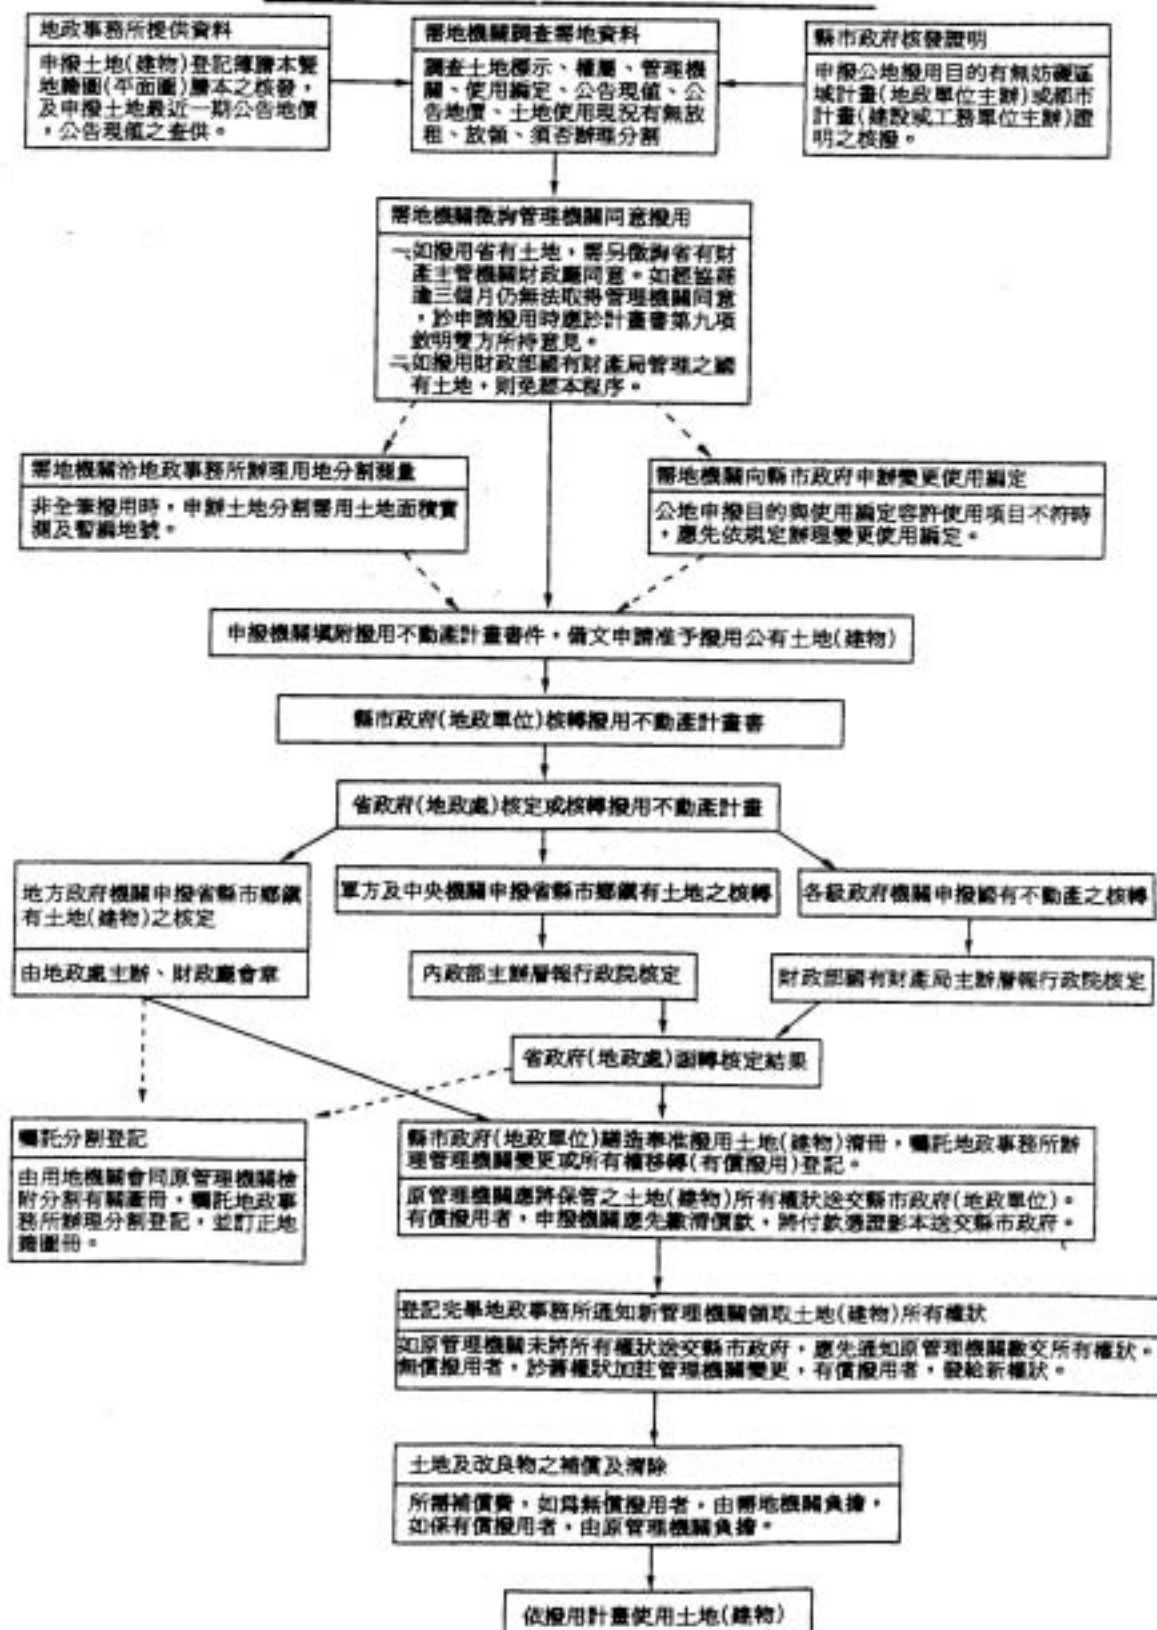 地政事務所提供資料
申撥土地(建物)登記簿謄本暨
地籍圖(平面圖)謄本之核發，
及申撥土地最近一期公告地價
，公告現值之查供。
需地機關調查需地資料
調查土地標示、權屬、管理機
關、使用編定、公告現值、公
告地價、土地使用現況有無放
租、放領、須否辦理分割
縣市政府核發證明
申撥公地撥用目的有無妨礙區
域計畫(地政單位主辦)或都市
計畫(建設或工務單位主辦)證
明之核發。
需地機關徵詢管理機關同意撥用
一、如撥用省有土地，需另徵詢省有財
產主管機關財政廳同意。如經協商
逾三個月仍無法取得管理機關同意
，於申請撥用時應於計畫書第九項
敘明雙方所持意見。
二、如撥用財政部國有財產局管理之國
有土地，則免經本程序。
需地機關洽地政事務所辦理用地分割測量
非全筆撥用時，申辦土地分割需用土地面積實
測及暫編地號。
需地機關向縣市政府申辦變更使用編定
公地申撥目的與使用編定容許使用項目不符時
，應先依規定辦理變更使用編定。
申撥機關填附撥用不動產計畫書件，備文申請准予撥用公有土地(建物)
縣市政府(地政單位)核轉撥用不動產計畫書
省政府(地政處)核定或核轉撥用不動產計畫
地方政府機關申撥省縣市鄉鎮
有土地(建物)之核定
由地政處主辦、財政廳會章
軍方及中央機關申撥省縣市鄉鎮有土地之核轉
內政部主辦層報行政院核定
各級政府機關申撥國有不動產之核轉
財政部國有財產局主辦層報行政院核定
省政府(地政處)函轉核定結果
囑託分割登記
由用地機關會同原管理機關檢
附分割有關產冊，囑託地政事
務所辦理分割登記，並訂正地
籍圖冊。
縣市政府(地政單位)繕造奉准撥用土地(建物)清冊，囑託地政事務所辦
理管理機關變更或所有權移轉(有償撥用)登記。
原管理機關應將保管之土地(建物)所有權狀送交縣市政府(地政單位)。
有償撥用者，申撥機關應先繳清價款，將付款憑證影本送交縣市政府。
登記完畢地政事務所通知新管理機關領取土地(建物)所有權狀
如原管理機關未將所有權狀送交縣市政府，應先通知原管理機關繳交所有權狀。
無償撥用者，於舊權狀加註管理機關變更，有償撥用者，發給新權狀。
土地及改良物之補償及清除
所需補償費，如為無償撥用者，由需地機關負擔，
如係有償撥用者，由原管理機關負擔。
依撥用計畫使用土地(建物)